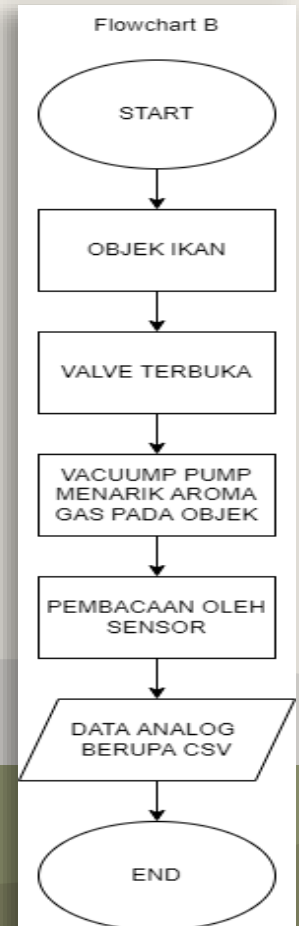 Flowchart B
START
OBJEK IKAN
VALVE TERBUKA
VACUUMP PUMP
MENARIK AROMA
GAS PADA OBJEK
PEMBACAAN OLEH
SENSOR
DATA ANALOG
BERUPA CSV
END